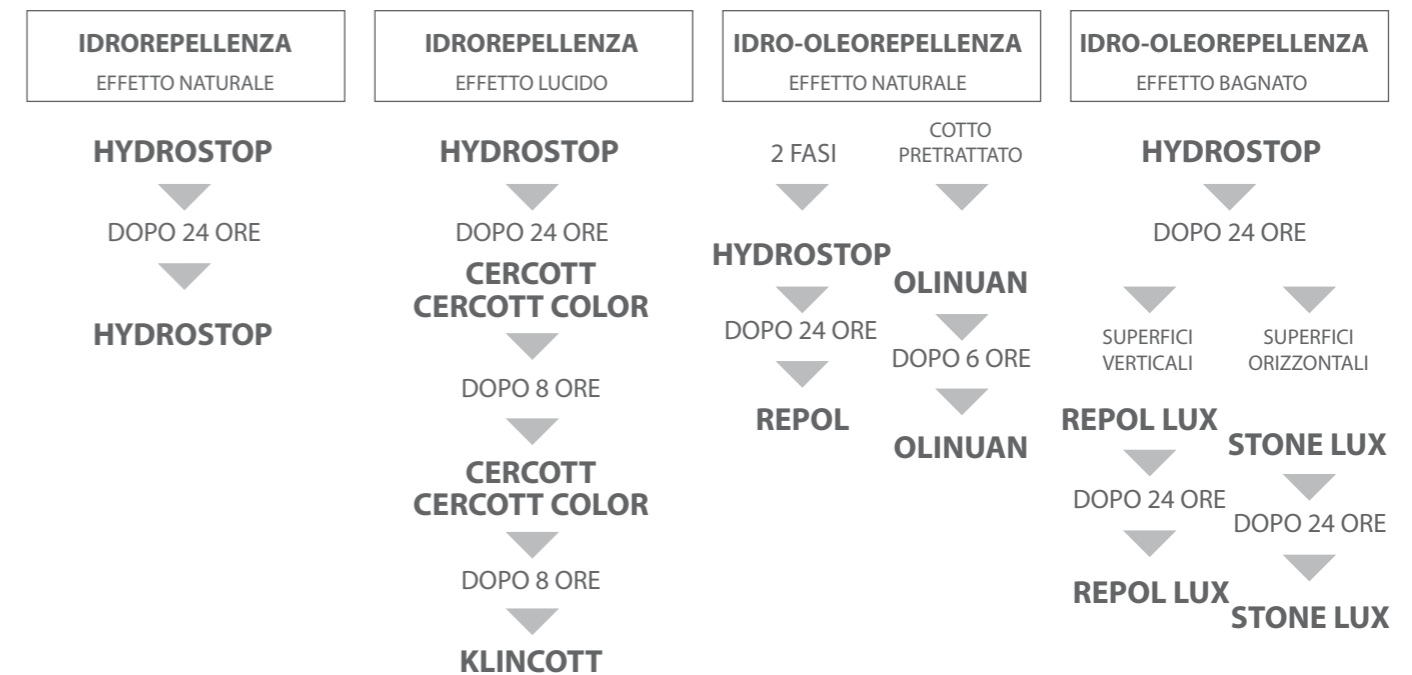 IDROREPELLENZA
EFFETTO NATURALE
HYDROSTOP
DOPO 24 ORE
HYDROSTOP
IDROREPELLENZA
EFFETTO LUCIDO
HYDROSTOP
DOPO 24 ORE
CERCOTT
CERCOTT COLOR
DOPO 8 ORE
CERCOTT
CERCOTT COLOR
DOPO 8 ORE
KLINCOTT
IDRO-OLEOREPELLENZA
EFFETTO NATURALE
2 FASI
HYDROSTOP
DOPO 24 ORE
REPOL
COTTO
PRETRATTATO
OLINUAN
DOPO 6 ORE
OLINUAN
IDRO-OLEOREPELLENZA
EFFETTO BAGNATO
HYDROSTOP
DOPO 24 ORE
SUPERFICI
VERTICALI
REPOL LUX
DOPO 24 ORE
REPOL LUX
SUPERFICI
ORIZZONTALI
STONE LUX
DOPO 24 ORE
STONE LUX